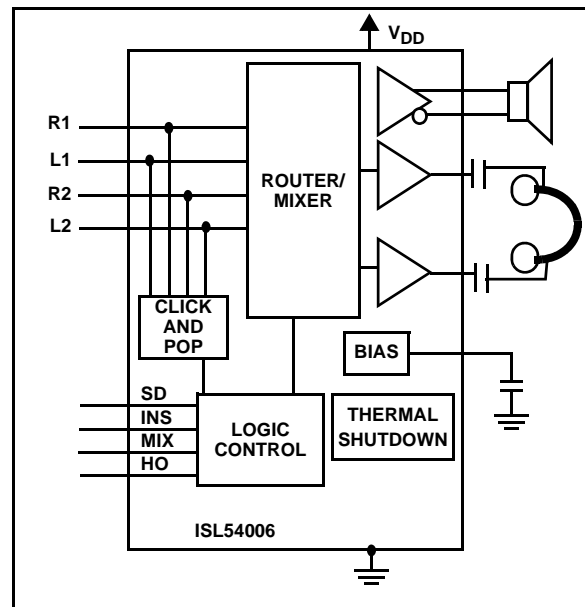 VDD
R1
L1
R2
L2
ROUTER/
MIXER
CLICK
AND
POP
BIAS
SD
INS
MIX
HO
LOGIC
CONTROL
THERMAL
SHUTDOWN
ISL54006